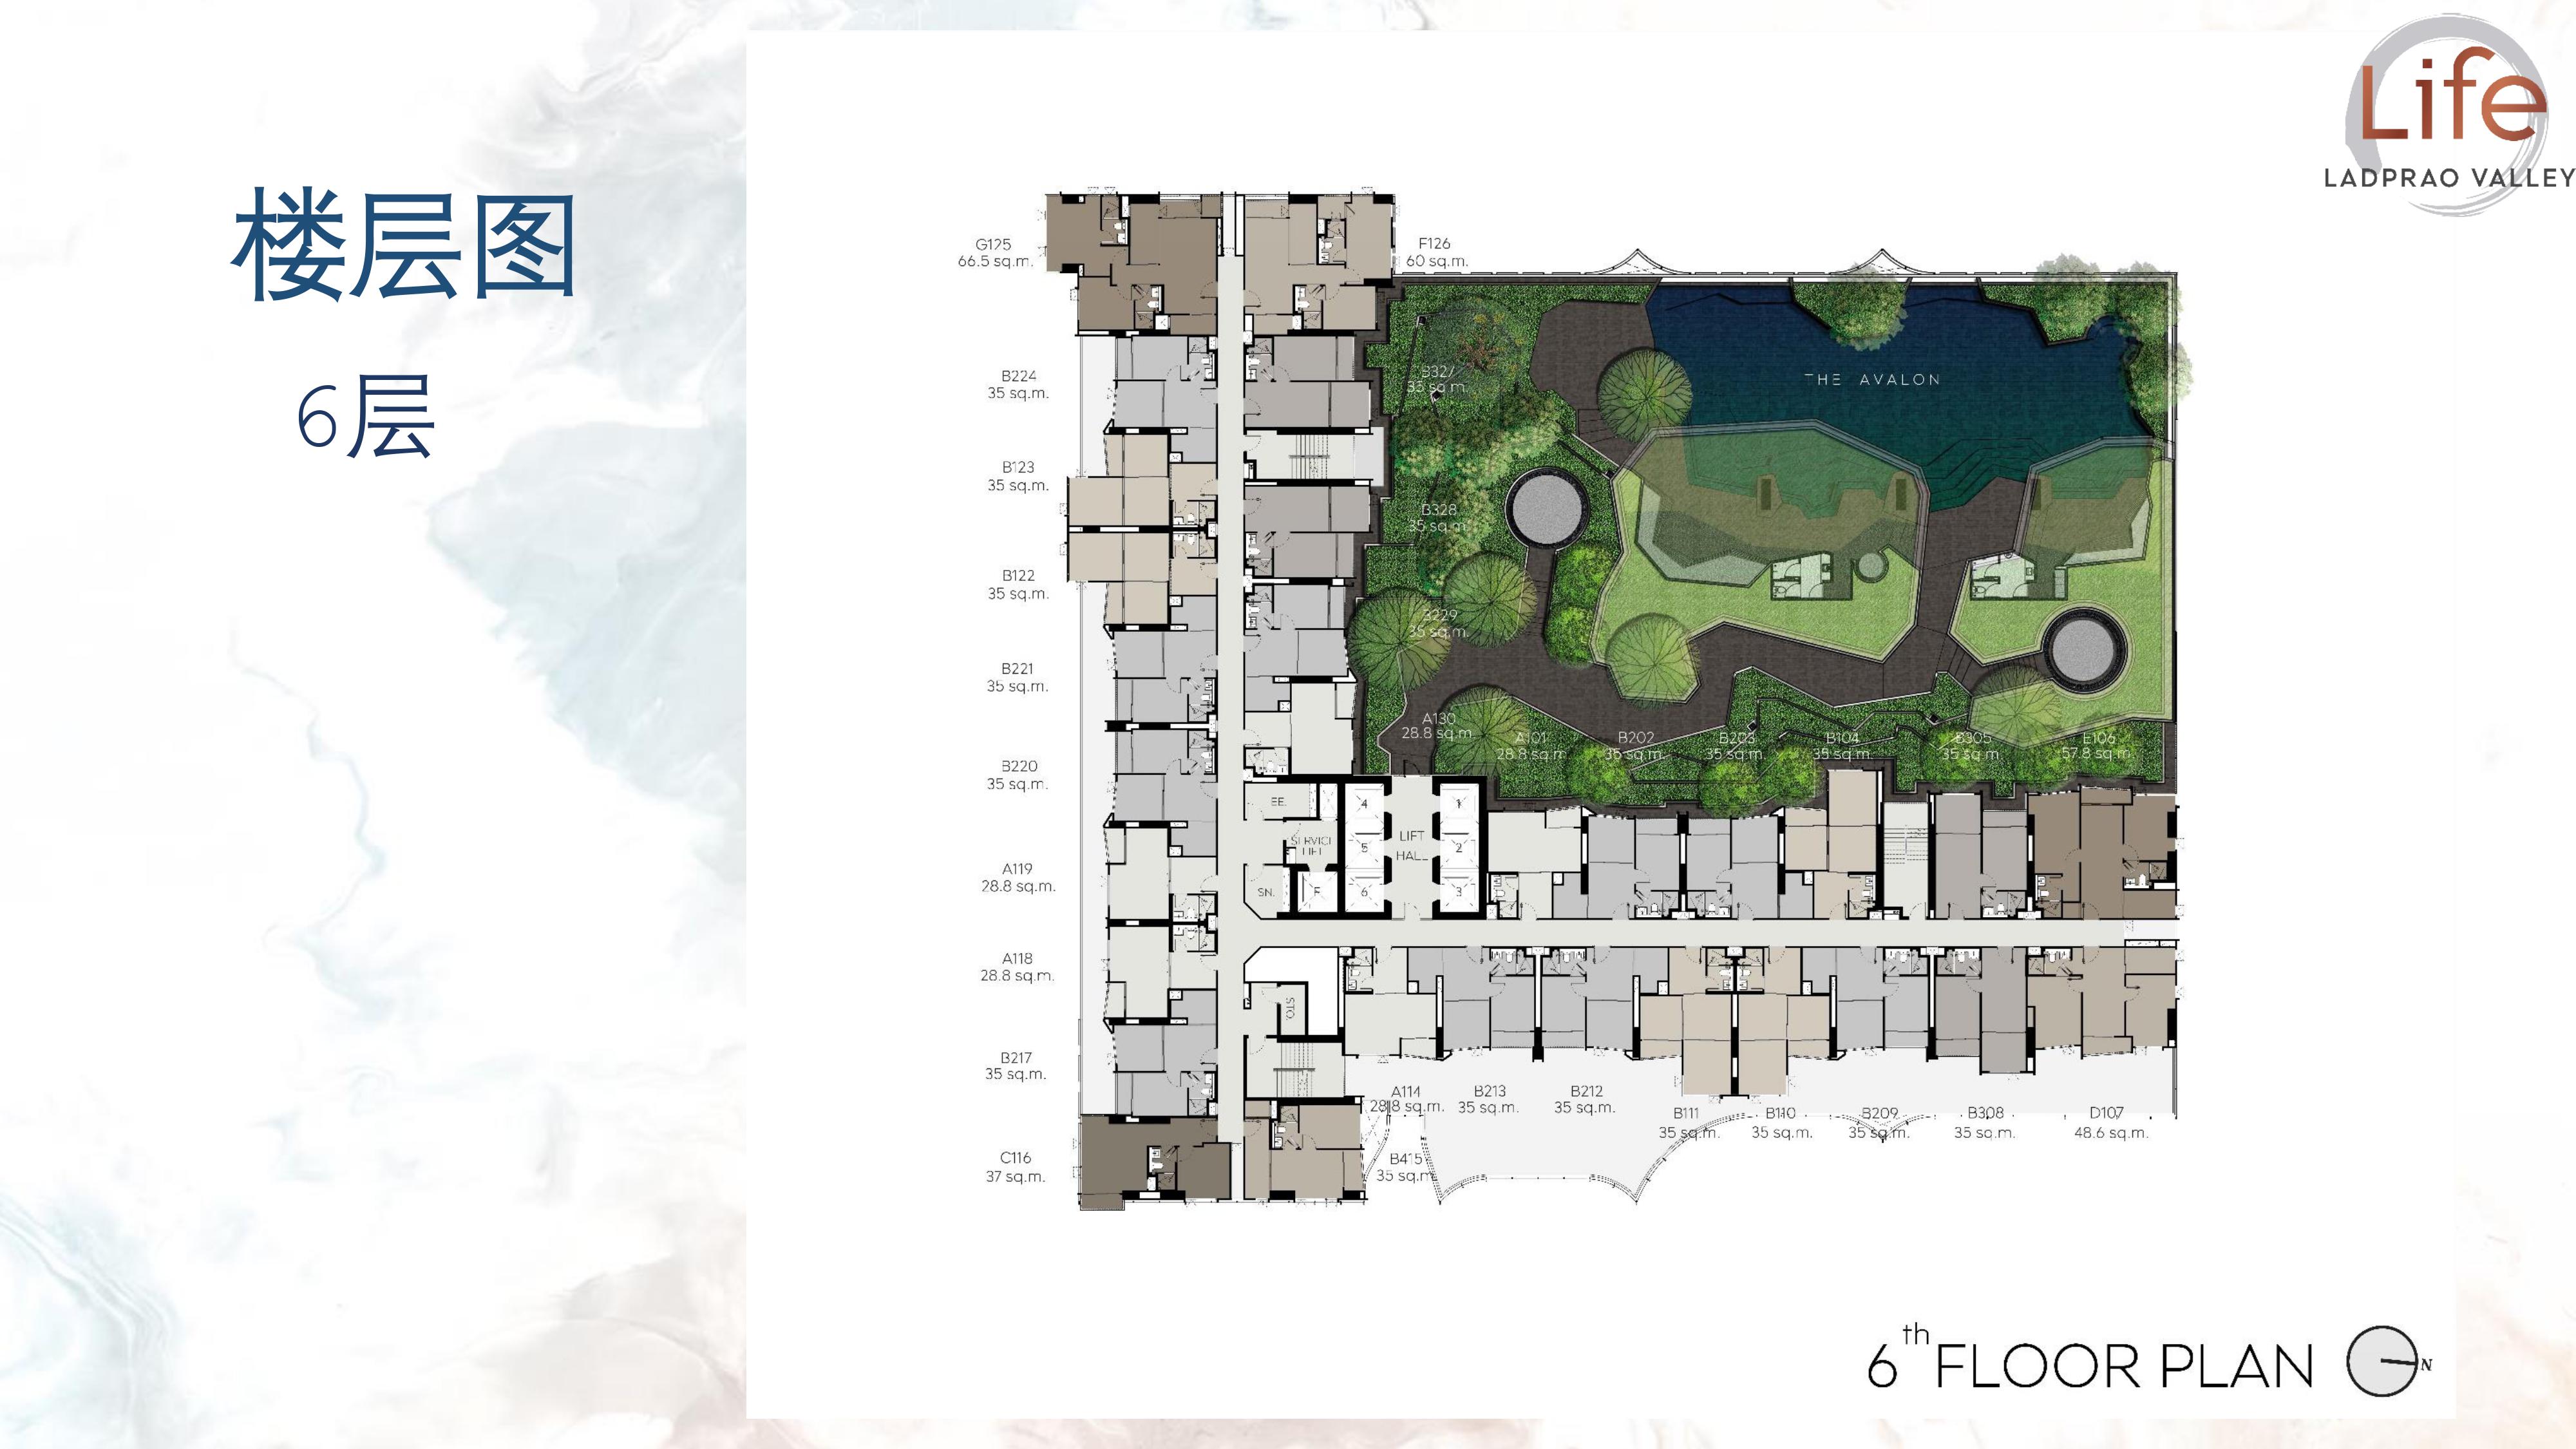 Life
LADPRAO VALLEY
楼层图
6层
G125
66.5 sq.m.
F126
60 sq.m.
B224
35 sq.m.
B327
35 sq.m.
THE AVALON
B123
35 sq.m.
B328
35 sq.m.
B122
35 sq.m.
B229
35 sq.m.
B221
35 sq.m.
A130
28.8 sq.m.
A101
28.8 sq.m.
B202
35 sq.m.
B203
35 sq.m.
B104
35 sq.m.
B305
35 sq.m.
E106
57.8 sq.m.
B220
35 sq.m.
EE.
SERVICE
LIFT
SN.
F
4
5
6
LIFT
HALL
1
2
3
A119
28.8 sq.m.
A118
28.8 sq.m.
STO.
B217
35 sq.m.
A114
28.8 sq.m.
B213
35 sq.m.
B212
35 sq.m.
B111
35 sq.m.
B110
35 sq.m.
B209
35 sq.m.
B308
35 sq.m.
D107
48.6 sq.m.
C116
37 sq.m.
B415
35 sq.m.
6th FLOOR PLAN
N